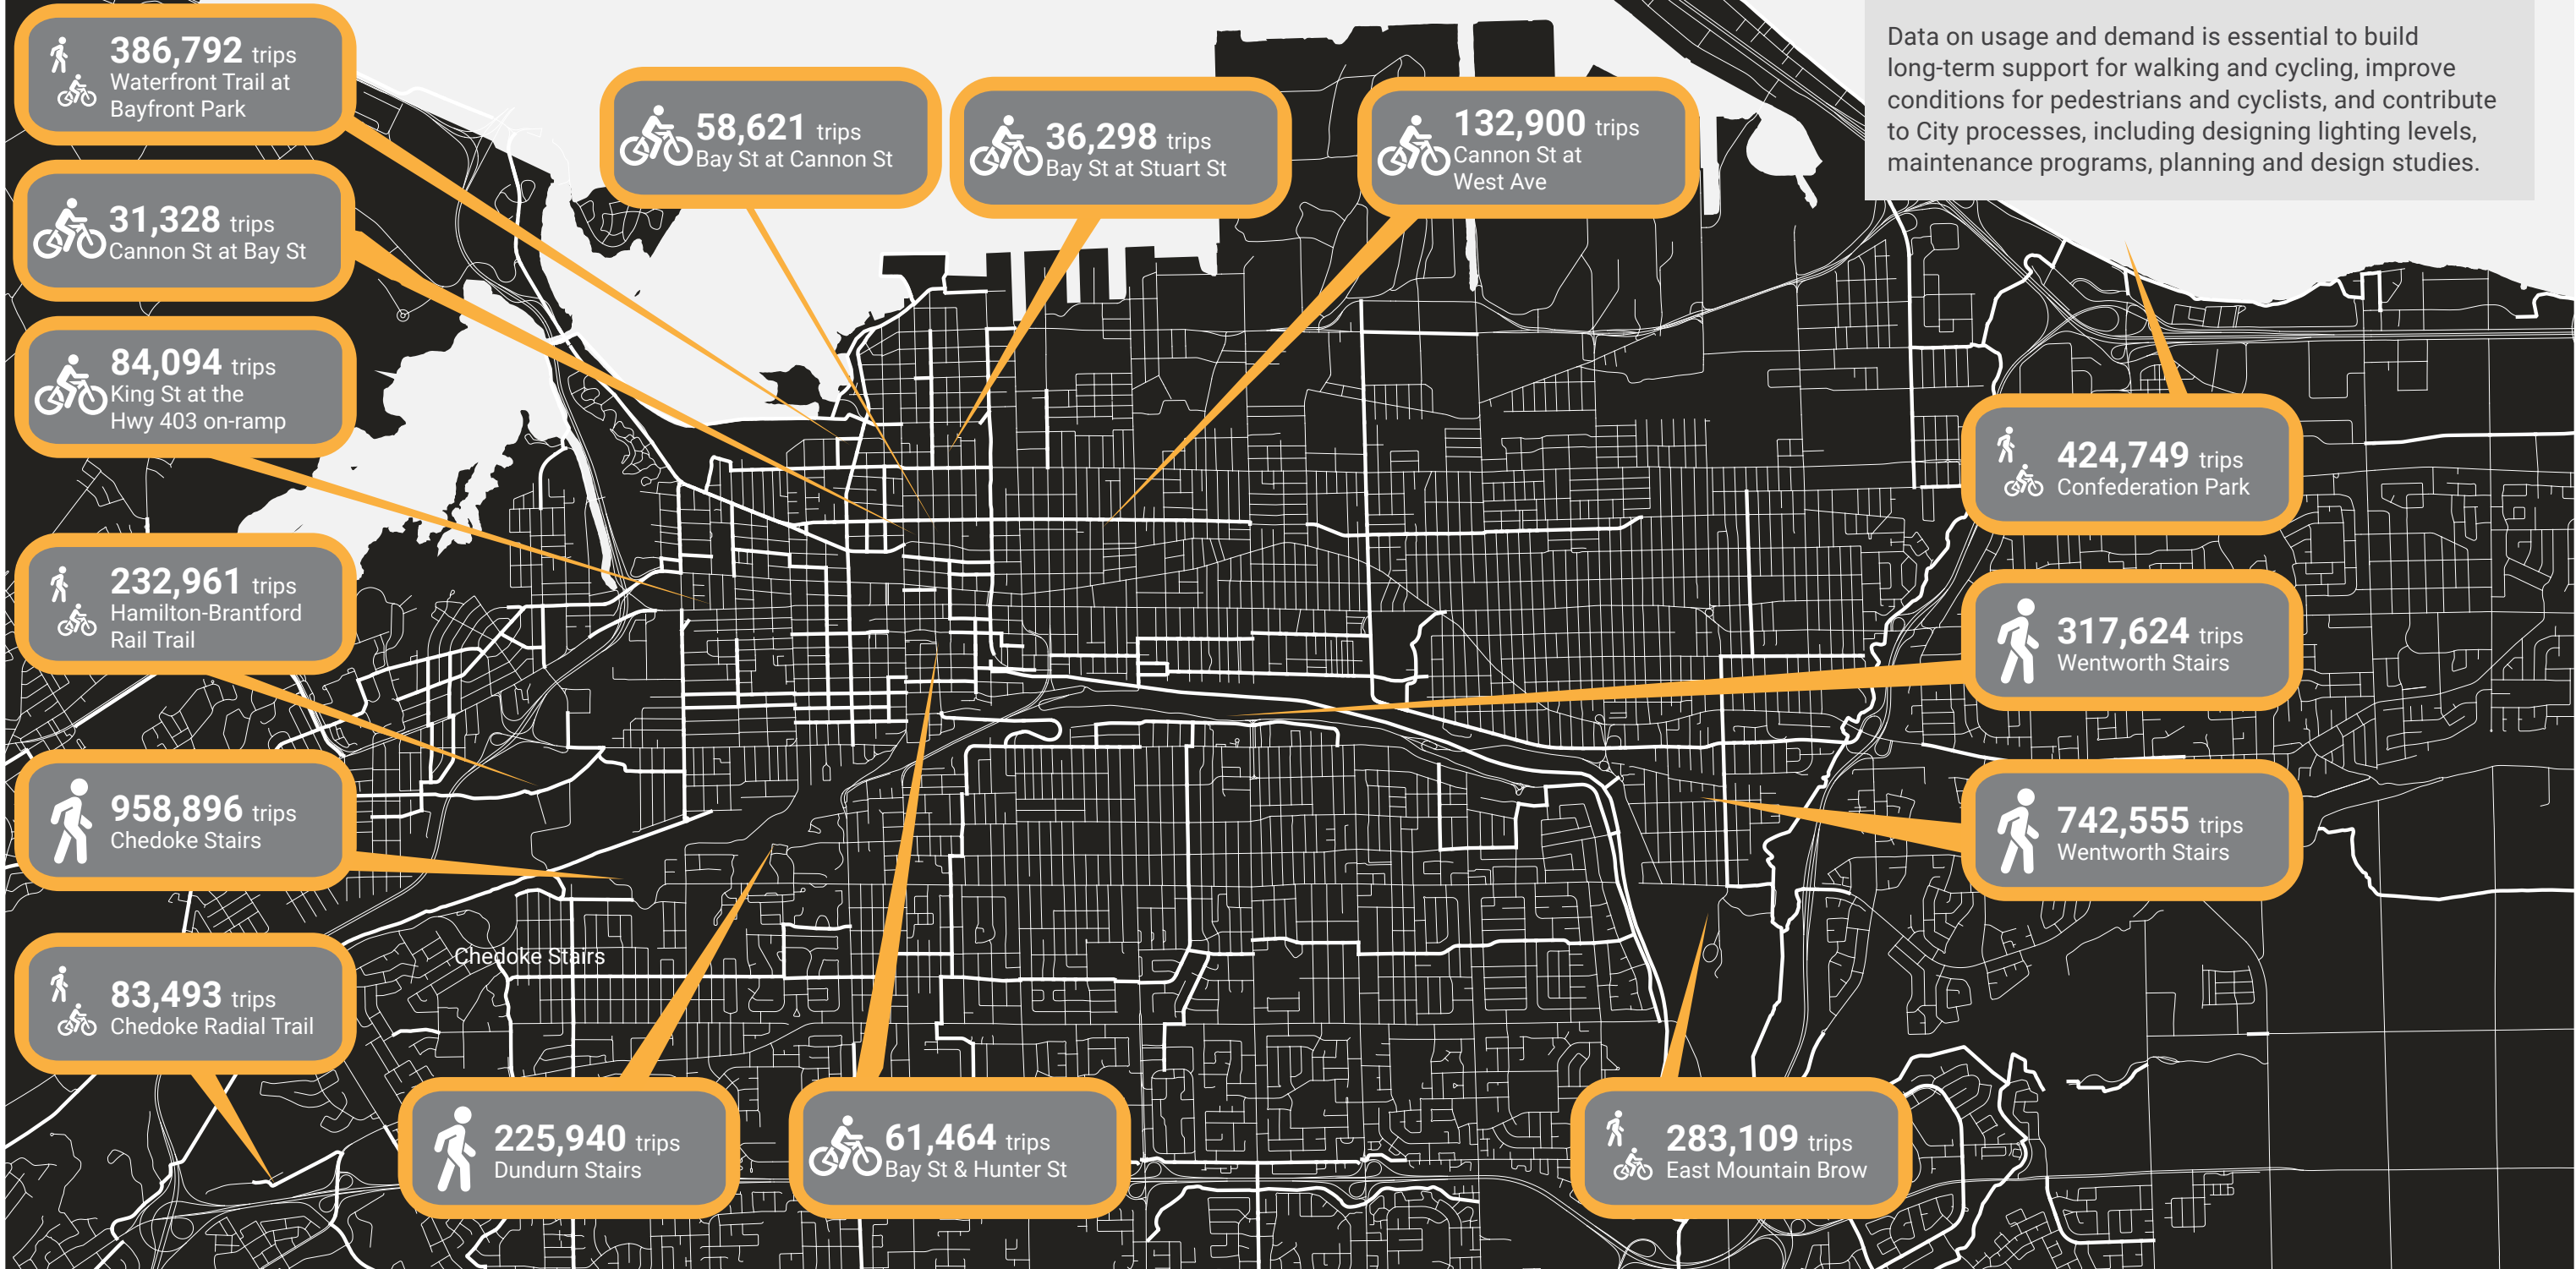 386,792 trips
Waterfront Trail at
Bayfront Park
31,328 trips
Cannon St at Bay St
84,094 trips
King St at the
Hwy 403 on-ramp
232,961 trips
Hamilton-Brantford
Rail Trail
958,896 trips
Chedoke Stairs
83,493 trips
Chedoke Radial Trail
58,621 trips
Bay St at Cannon St
36,298 trips
Bay St at Stuart St
132,900 trips
Cannon St at
West Ave
Data on usage and demand is essential to build
long-term support for walking and cycling, improve
conditions for pedestrians and cyclists, and contribute
to City processes, including designing lighting levels,
maintenance programs, planning and design studies.
424,749 trips
Confederation Park
317,624 trips
Wentworth Stairs
742,555 trips
Wentworth Stairs
Chedoke Stairs
225,940 trips
Dundurn Stairs
61,464 trips
Bay St & Hunter St
283,109 trips
East Mountain Brow